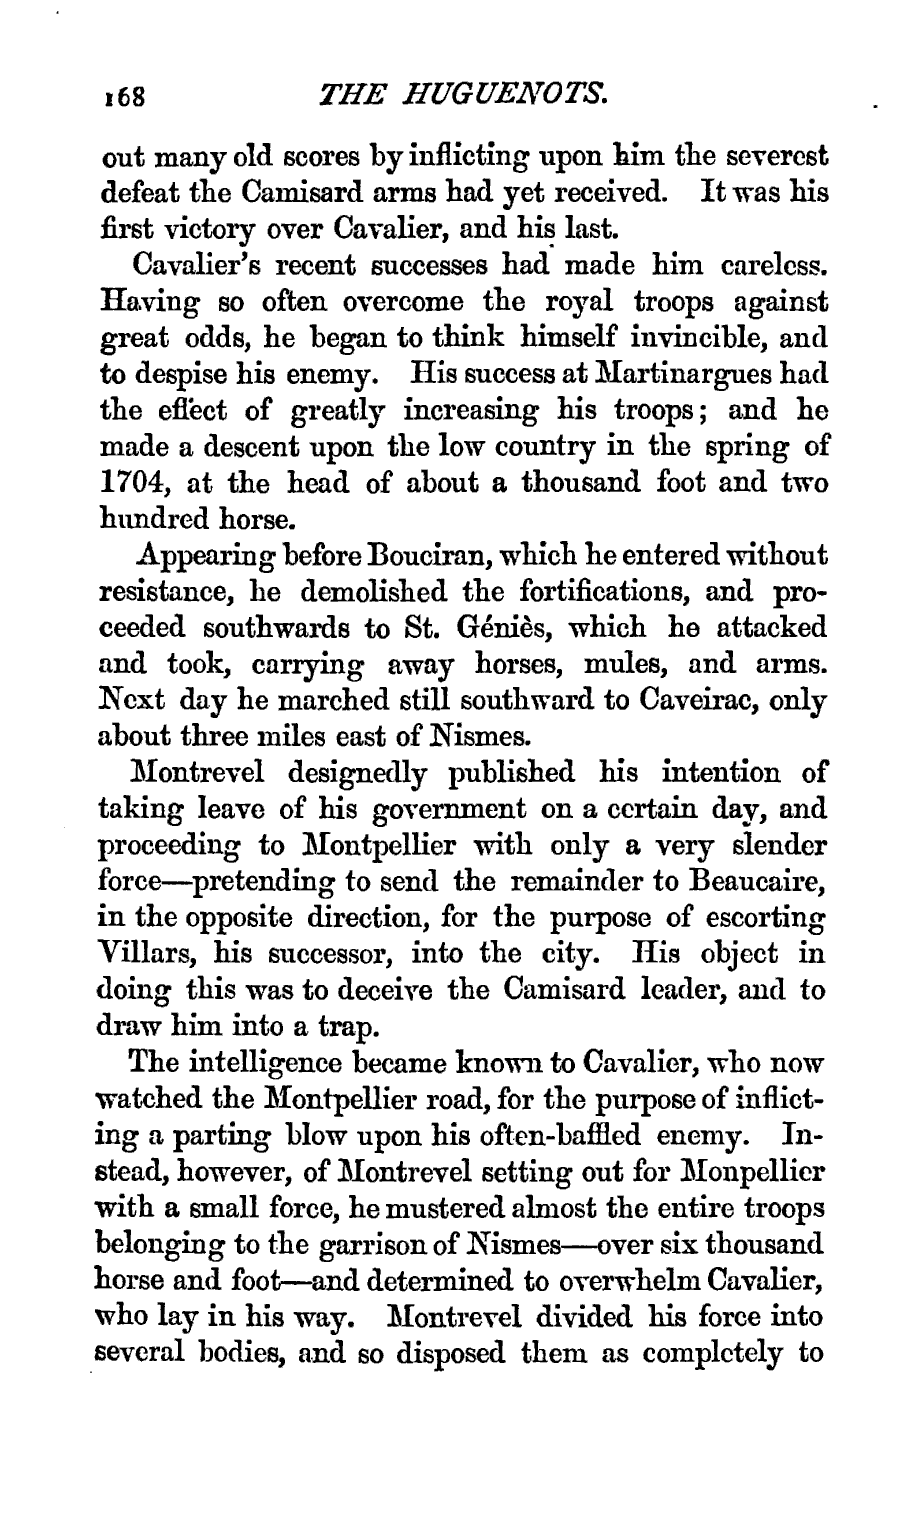 168 THE HUGUENOTS.
out many old scores by inflicting upon him the severest
defeat the Camisard arms had yet received. It was his
first victory over Cavalier, and his last.
Cavalier's recent successes had made him careless.
Having so often overcome the royal troops against
great odds, he began to think himself invincible, and
to despise his enemy. His success at Martinargues had
the effect of greatly increasing his troops; and he
made a descent upon the low country in the spring of
1704, at the head of about a thousand foot and two
hundred horse.
Appearing before Bouciran, which he entered without
resistance, he demolished the fortifications, and pro-
ceeded southwards to St. Géniès, which he attacked
and took, carrying away horses, mules, and arms.
Next day he marched still southward to Caveirac, only
about three miles east of Nismes.
Montrevel designedly published his intention of
taking leave of his government on a certain day, and
proceeding to Montpellier with only a very slender
force—pretending to send the remainder to Beaucaire,
in the opposite direction, for the purpose of escorting
Villars, his successor, into the city. His object in
doing this was to deceive the Camisard leader, and to
draw him into a trap.
The intelligence became known to Cavalier, who now
watched the Montpellier road, for the purpose of inflict-
ing a parting blow upon his often-baffled enemy. In-
stead, however, of Montrevel setting out for Monpellier
with a small force, he mustered almost the entire troops
belonging to the garrison of Nismes—over six thousand
horse and foot—and determined to overwhelm Cavalier,
who lay in his way. Montrevel divided his force into
several bodies, and so disposed them as completely to